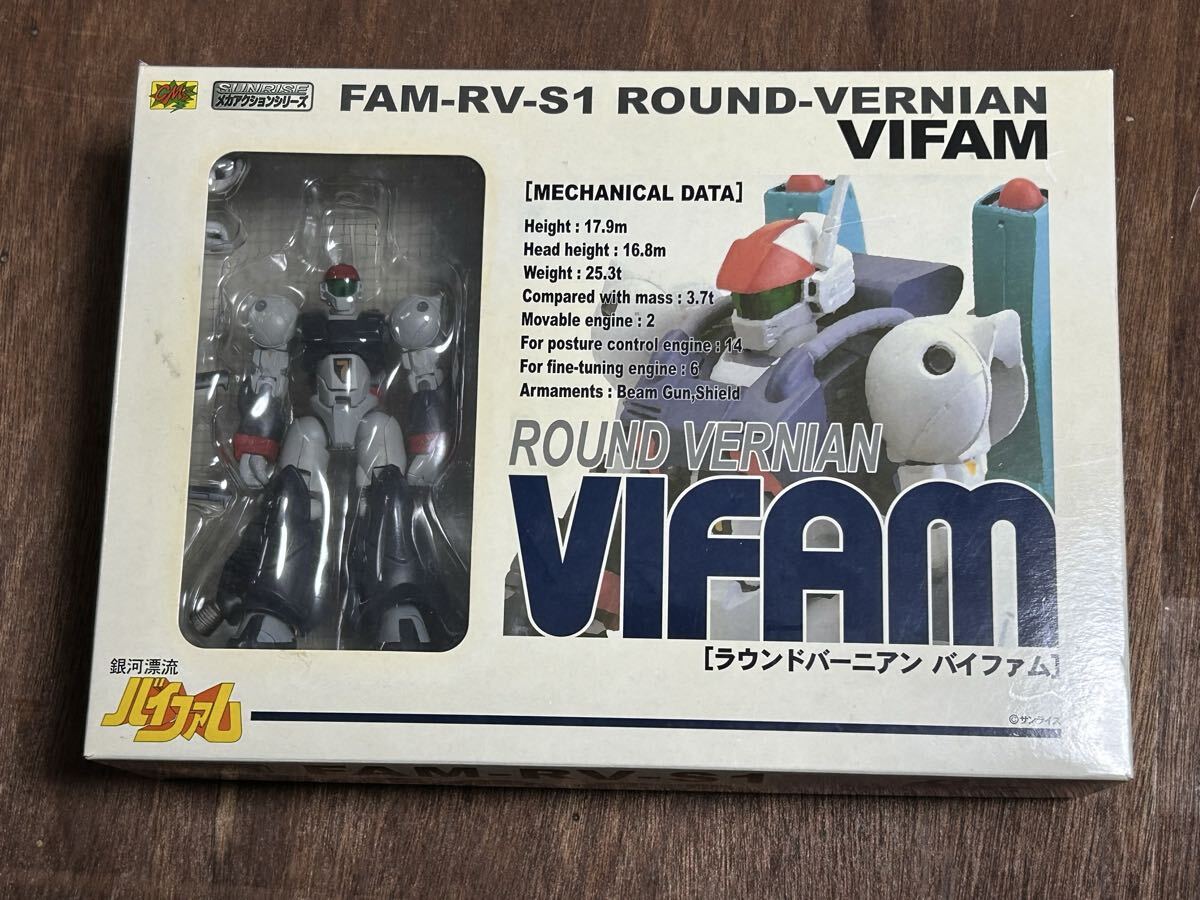 CM's
SUNRISE
メカアクションシリーズ
FAM-RV-S1 ROUND-VERNIAN
VIFAM
[MECHANICAL DATA]
Height : 17.9m
Head height : 16.8m
Weight : 25.3t
Compared with mass : 3.7t
Movable engine : 2
For posture control engine : 14
For fine-tuning engine : 6
Armaments : Beam Gun,Shield
7
ROUND VERNIAN
VIFAM
[ラウンドバーニアン バイファム]
銀河漂流
バイファム
©サンライズ
FAM-RV-S1